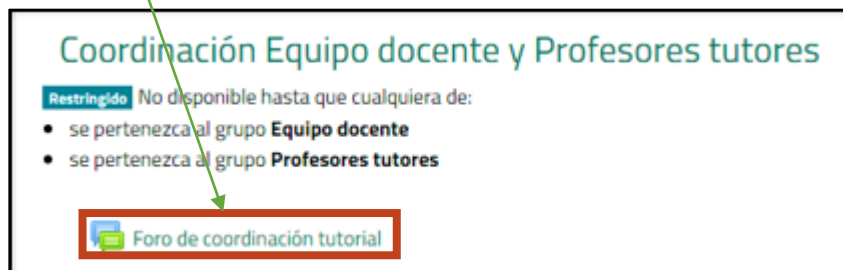 Coordinación Equipo docente y Profesores tutores
Restringido No disponible hasta que cualquiera de:
se pertenezca al grupo Equipo docente
se pertenezca al grupo Profesores tutores
Foro de coordinación tutorial